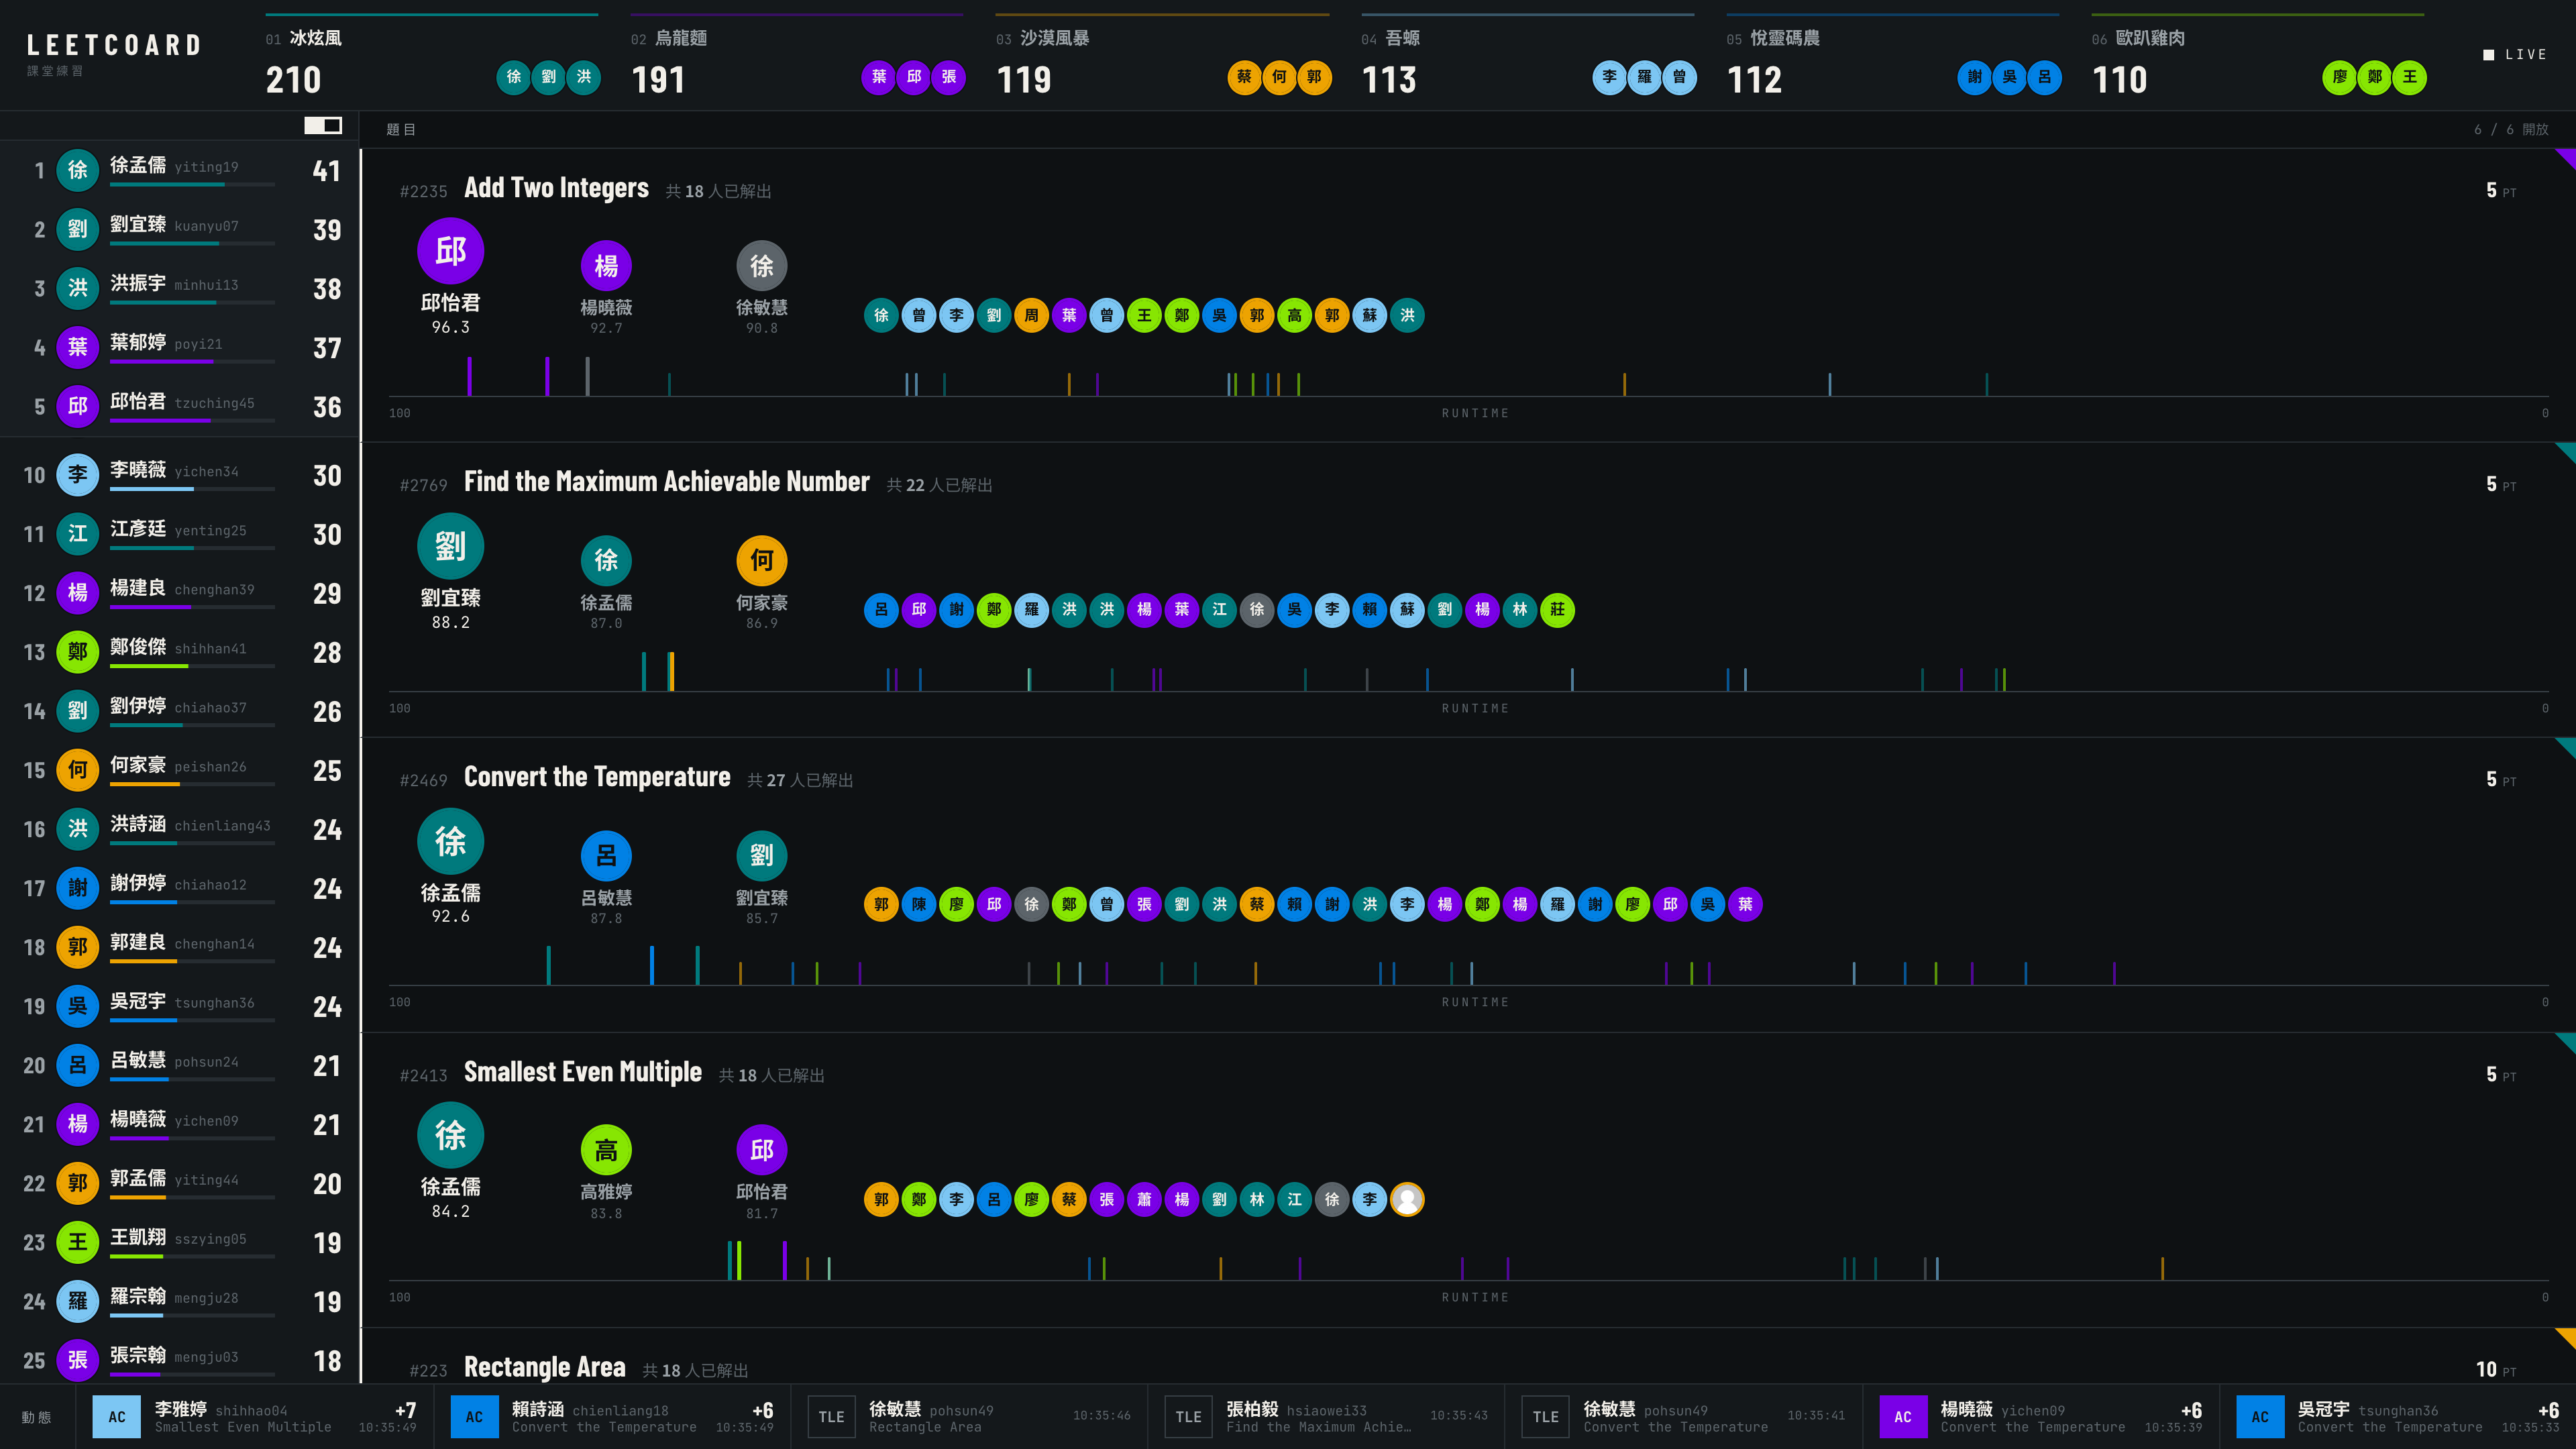 LEETCOARD
課堂練習
01 冰炫風
210 徐 劉 洪
02 烏龍麵
191 葉 邱 張
03 沙漠風暴
119 蔡 何 郭
04 吾螈
113 李 羅 曾
05 悅靈碼農
112 謝 吳 呂
06 歐趴雞肉
110 廖 鄭 王
LIVE
1 徐 徐孟儒 yiting19 41
2 劉 劉宜臻 kuanyu07 39
3 洪 洪振宇 minhui13 38
4 葉 葉郁婷 poyi21 37
5 邱 邱怡君 tzuching45 36
10 李 李曉薇 yichen34 30
11 江 江彥廷 yenting25 30
12 楊 楊建良 chenghan39 29
13 鄭 鄭俊傑 shihhan41 28
14 劉 劉伊婷 chiahao37 26
15 何 何家豪 peishan26 25
16 洪 洪詩涵 chienliang43 24
17 謝 謝伊婷 chiahao12 24
18 郭 郭建良 chenghan14 24
19 吳 吳冠宇 tsunghan36 24
20 呂 呂敏慧 pohsun24 21
21 楊 楊曉薇 yichen09 21
22 郭 郭孟儒 yiting44 20
23 王 王凱翔 sszying05 19
24 羅 羅宗翰 mengju28 19
25 張 張宗翰 mengju03 18
題目 6 / 6 開放
#2235 Add Two Integers 共 18 人已解出 5 PT
邱 楊 徐
邱怡君 楊曉薇 徐敏慧
96.3 92.7 90.8
徐 曾 李 劉 周 葉 曾 王 鄭 吳 郭 高 郭 蘇 洪
100 RUNTIME 0
#2769 Find the Maximum Achievable Number 共 22 人已解出 5 PT
劉 徐 何
劉宜臻 徐孟儒 何家豪
88.2 87.0 86.9
呂 邱 謝 鄭 羅 洪 洪 楊 葉 江 徐 吳 李 賴 蘇 劉 楊 林 莊
100 RUNTIME 0
#2469 Convert the Temperature 共 27 人已解出 5 PT
徐 呂 劉
徐孟儒 呂敏慧 劉宜臻
92.6 87.8 85.7
郭 陳 廖 邱 徐 鄭 曾 張 劉 洪 蔡 賴 謝 洪 李 楊 鄭 楊 羅 謝 廖 邱 吳 葉
100 RUNTIME 0
#2413 Smallest Even Multiple 共 18 人已解出 5 PT
徐 高 邱
徐孟儒 高雅婷 邱怡君
84.2 83.8 81.7
郭 鄭 李 呂 廖 蔡 張 蕭 楊 劉 林 江 徐 李
100 RUNTIME 0
#223 Rectangle Area 共 18 人已解出 10 PT
動態
AC 李雅婷 shihhao04 +7
Smallest Even Multiple 10:35:49
AC 賴詩涵 chienliang18 +6
Convert the Temperature 10:35:49
TLE 徐敏慧 pohsun49 10:35:46
Rectangle Area
TLE 張柏毅 hsiaowei33 10:35:43
Find the Maximum Achie…
TLE 徐敏慧 pohsun49 10:35:41
Convert the Temperature
AC 楊曉薇 yichen09 +6
Convert the Temperature 10:35:39
AC 吳冠宇 tsunghan36 +6
Convert the Temperature 10:35:33